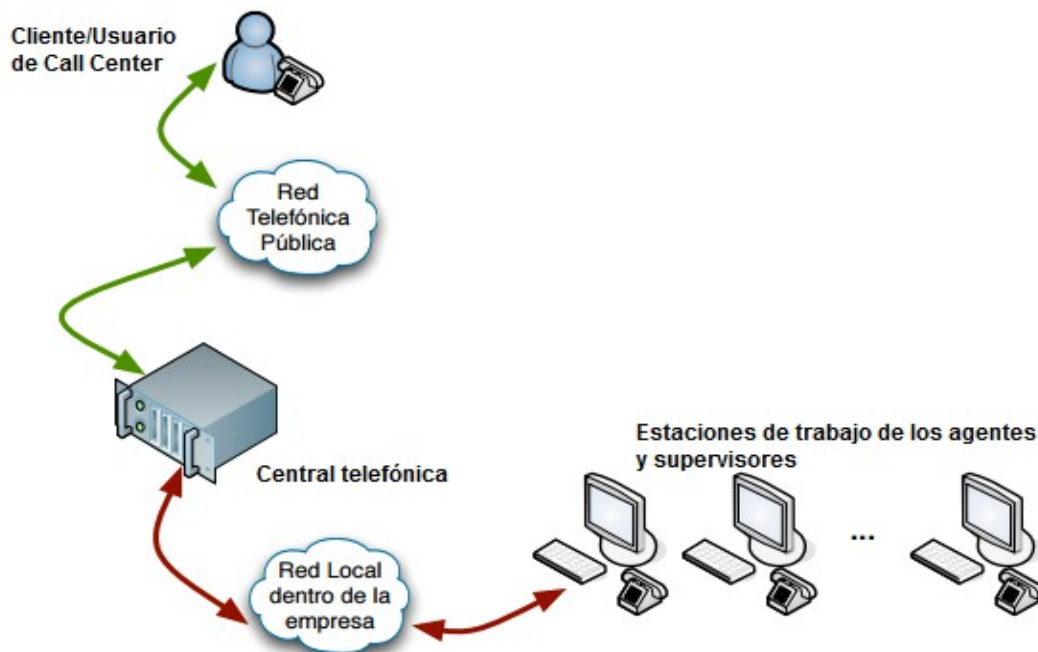 Cliente/Usuario
de Call Center
Red
Telefónica
Pública
Central telefónica
Estaciones de trabajo de los agentes
y supervisores
...
Red Local
dentro de la
empresa